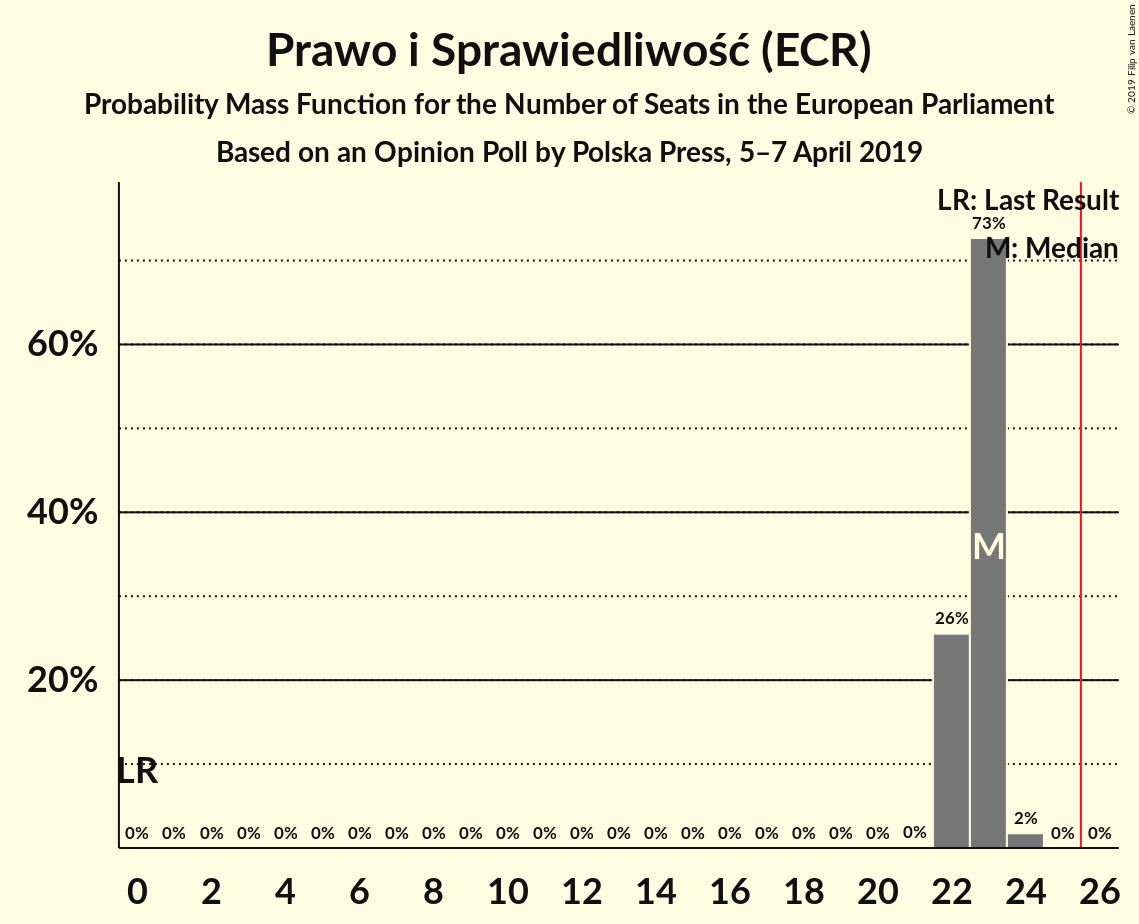 Prawo i Sprawiedliwość (ECR)
Probability Mass Function for the Number of Seats in the European Parliament
Based on an Opinion Poll by Polska Press, 5–7 April 2019
© 2019 Filip van Laenen
LR: Last Result
73%
M: Median
60%
40%
M
26%
20%
LR
2%
0% 0% 0% 0% 0% 0% 0% 0% 0% 0% 0% 0% 0% 0% 0% 0% 0% 0% 0% 0% 0% 0% 0% 0%
0 2 4 6 8 10 12 14 16 18 20 22 24 26